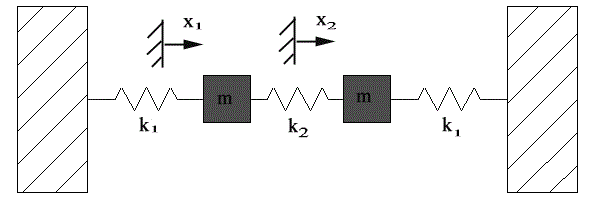 x₁ x₂
m m
k₁ k₂ k₁